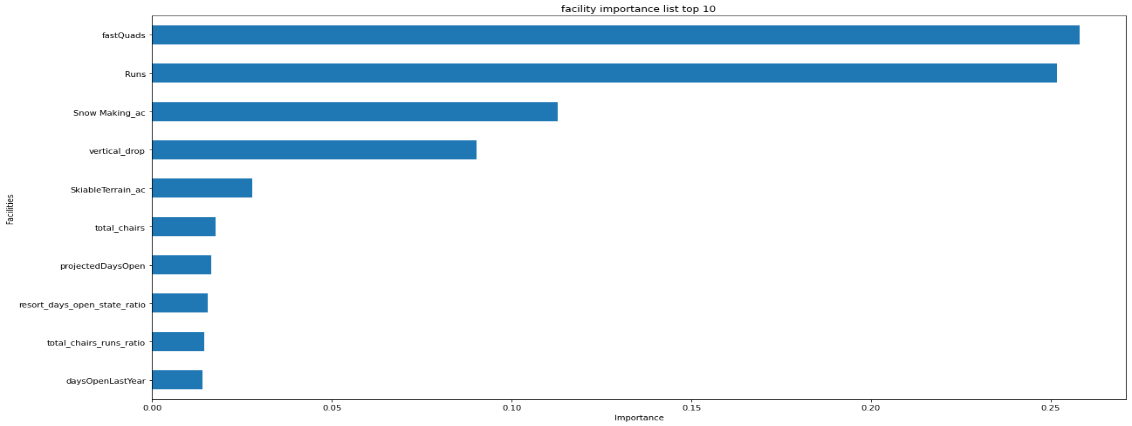 facility importance list top 10
fastQuads
Runs
Snow Making_ac
vertical_drop
SkiableTerrain_ac
total_chairs
projectedDaysOpen
resort_days_open_state_ratio
total_chairs_runs_ratio
daysOpenLastYear
Facilities
0.00 0.05 0.10 0.15 0.20 0.25
Importance